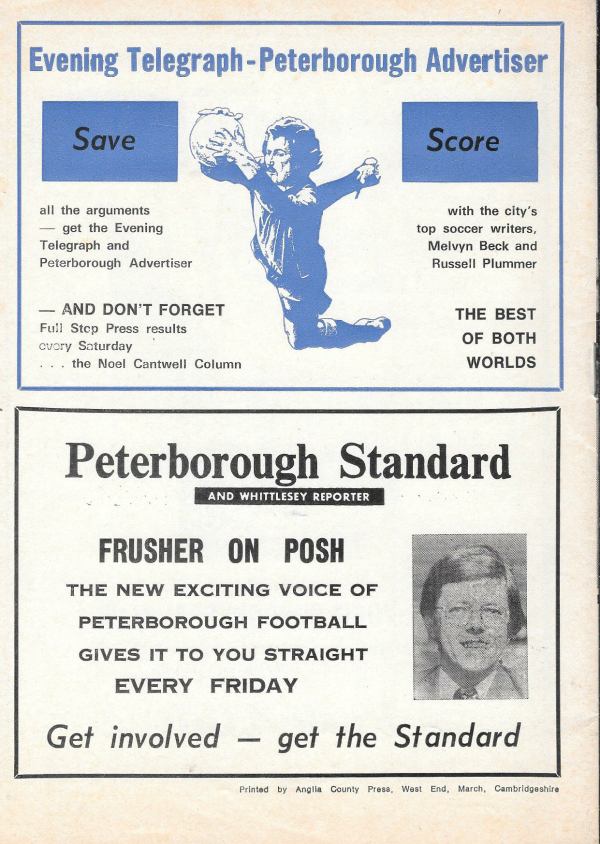 Evening Telegraph-Peterborough Advertiser
Save
all the arguments
— get the Evening
Telegraph and
Peterborough Advertiser
Score
with the city's
top soccer writers,
Melvyn Beck and
Russell Plummer
— AND DON'T FORGET
Full Stop Press results
every Saturday
. . . the Noel Cantwell Column
THE BEST
OF BOTH
WORLDS
Peterborough Standard
AND WHITTLESEY REPORTER
FRUSHER ON POSH
THE NEW EXCITING VOICE OF
PETERBOROUGH FOOTBALL
GIVES IT TO YOU STRAIGHT
EVERY FRIDAY
Get involved — get the Standard
Printed by Anglia County Press, West End, March, Cambridgeshire